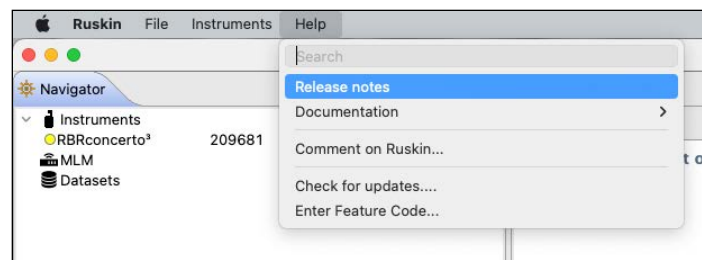 Ruskin File Instruments Help
Search
Navigator
Release notes
Instruments
Documentation
RBRconcerto³ 209681
MLM
Comment on Ruskin...
Datasets
Check for updates....
Enter Feature Code...